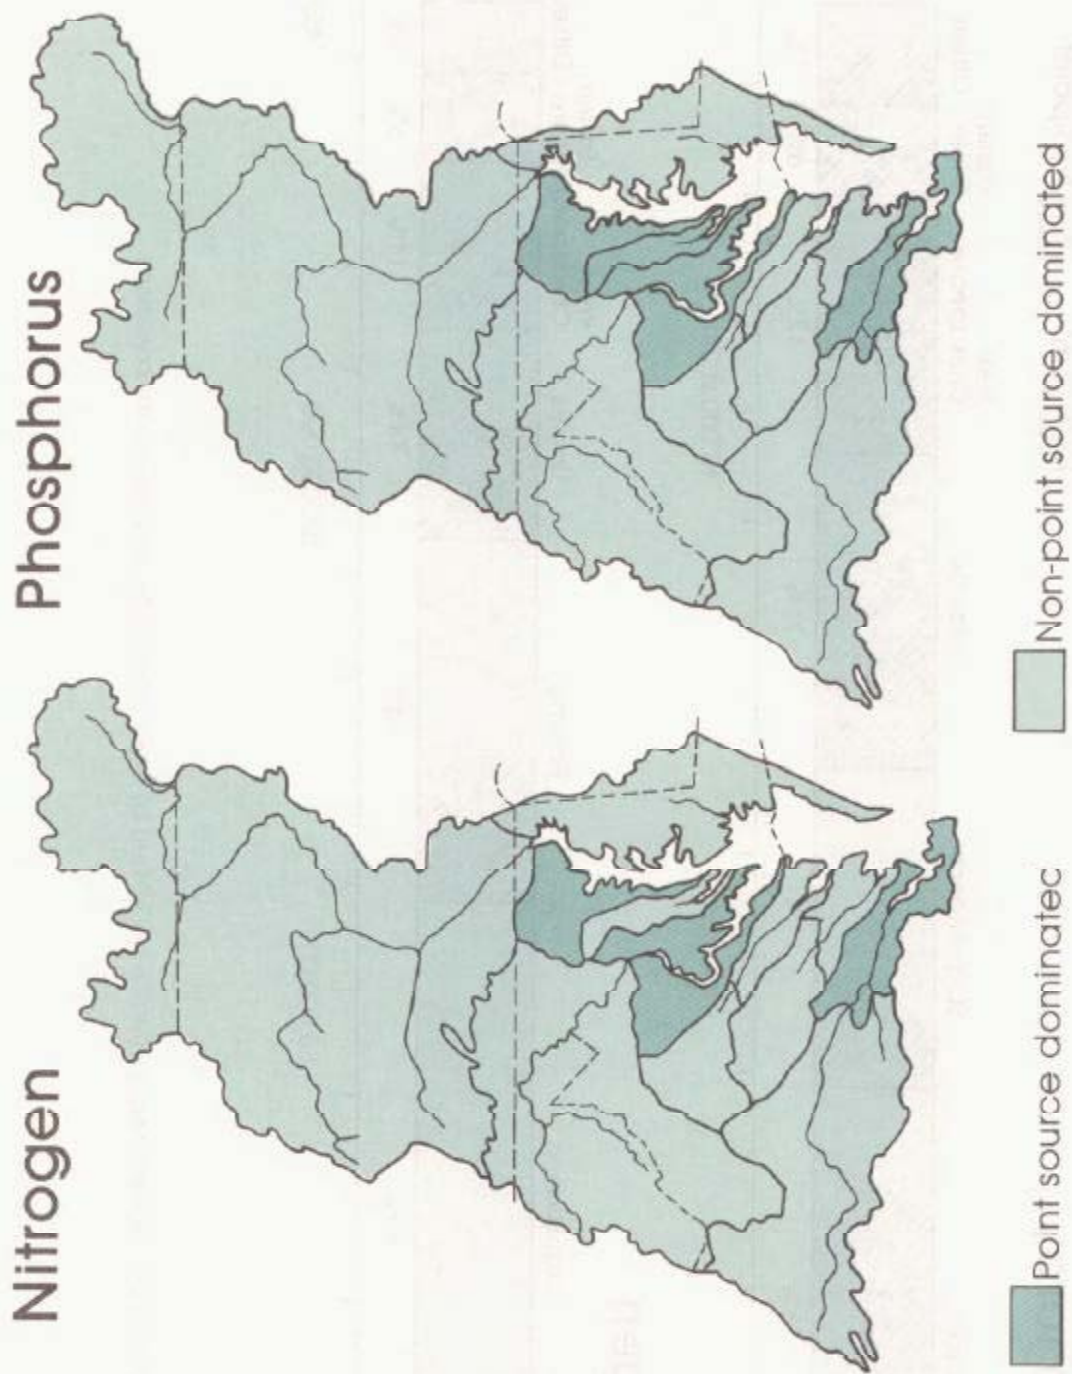 Nitrogen
Phosphorus
Point source dominatec
Non-point source dominated